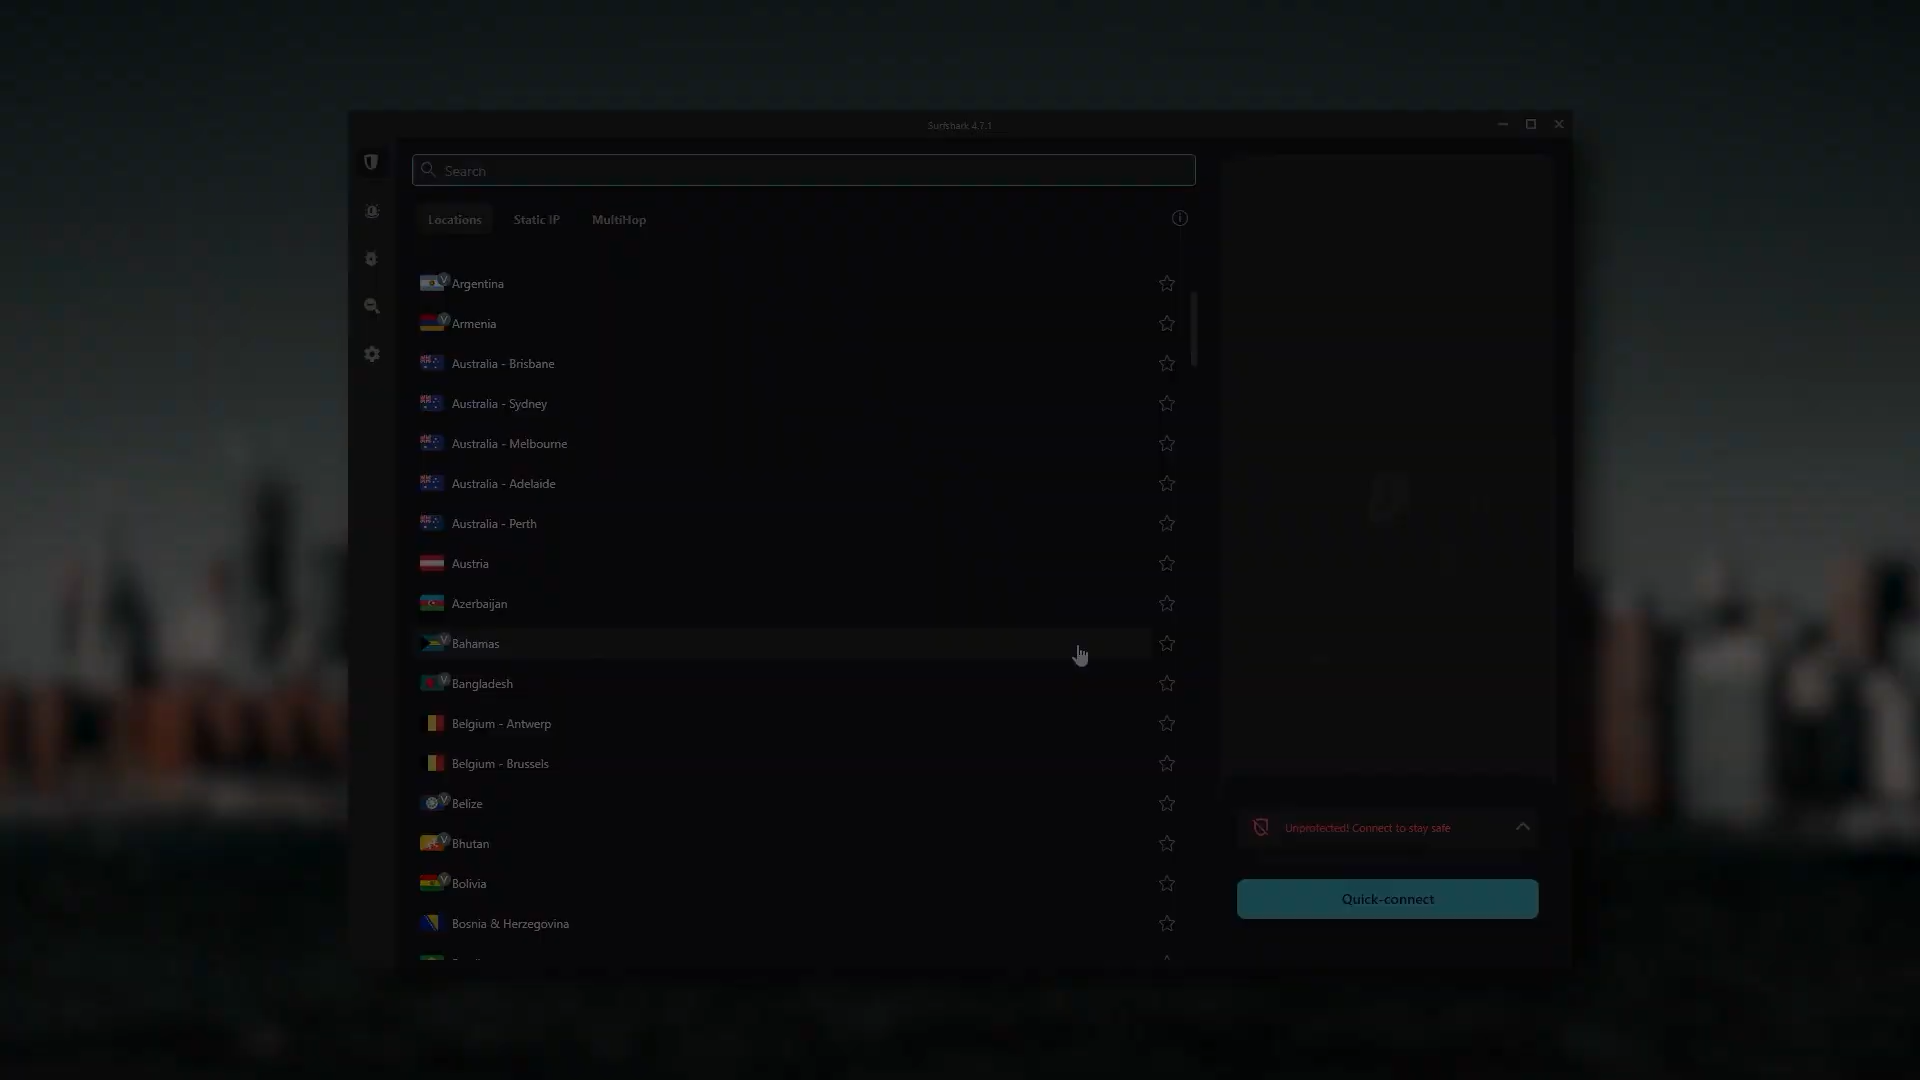 Surfshark 4.7.1
Search
Locations
Static IP
MultiHop
V Argentina
V Armenia
Australia - Brisbane
Australia - Sydney
Australia - Melbourne
Australia - Adelaide
Australia - Perth
Austria
Azerbaijan
V Bahamas
V Bangladesh
Belgium - Antwerp
Belgium - Brussels
V Belize
V Bhutan
V Bolivia
Bosnia & Herzegovina
Unprotected! Connect to stay safe
Quick-connect